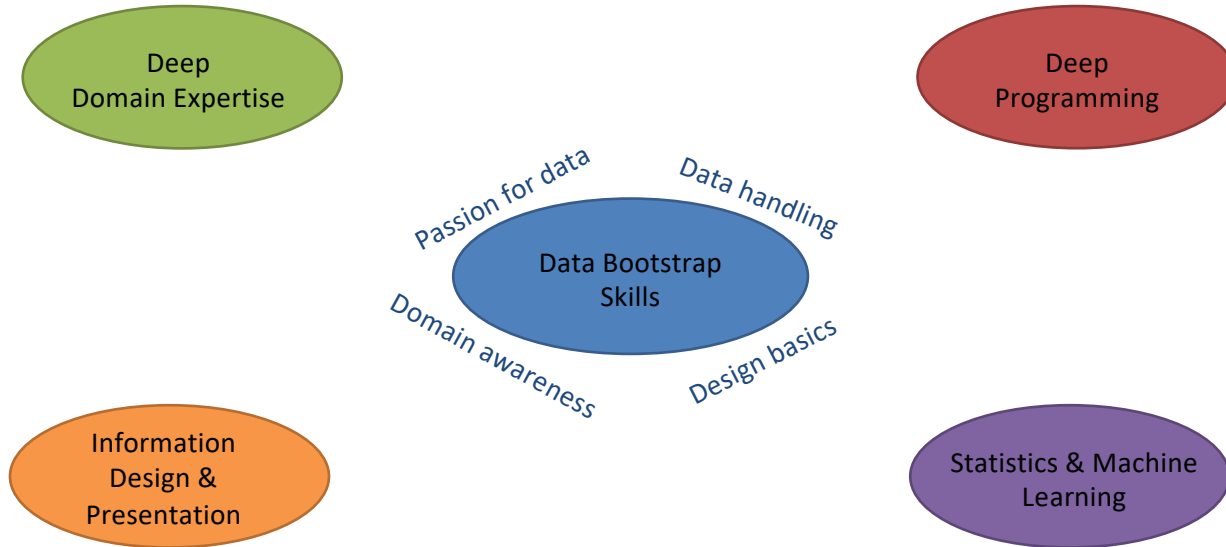 Deep
Domain Expertise
Deep
Programming
Passion for data
Data handling
Data Bootstrap
Skills
Domain awareness
Design basics
Information
Design &
Presentation
Statistics & Machine
Learning